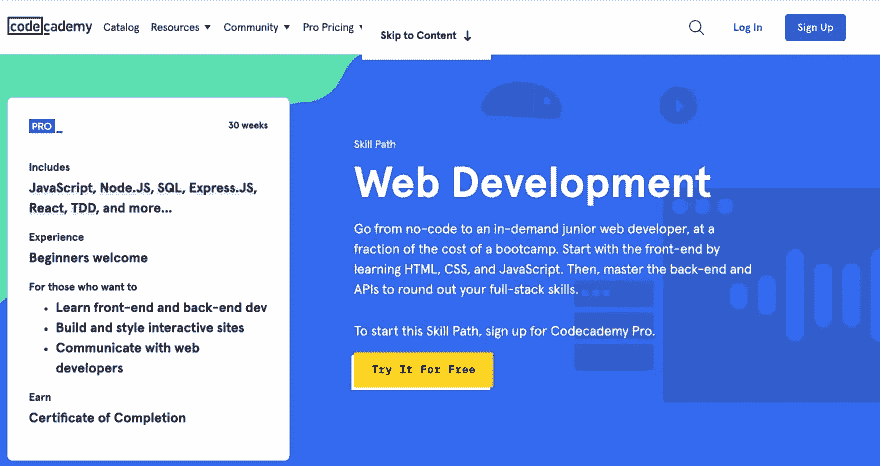 codecademy Catalog Resources Community Pro Pricing Skip to Content Log In Sign Up
PRO_ 30 weeks
Includes
JavaScript, Node.JS, SQL, Express.JS,
React, TDD, and more...
Experience
Beginners welcome
For those who want to
• Learn front-end and back-end dev
• Build and style interactive sites
• Communicate with web
developers
Earn
Certificate of Completion
Skill Path
Web Development
Go from no-code to an in-demand junior web developer, at a
fraction of the cost of a bootcamp. Start with the front-end by
learning HTML, CSS, and JavaScript. Then, master the back-end and
APIs to round out your full-stack skills.
To start this Skill Path, sign up for Codecademy Pro.
Try It For Free